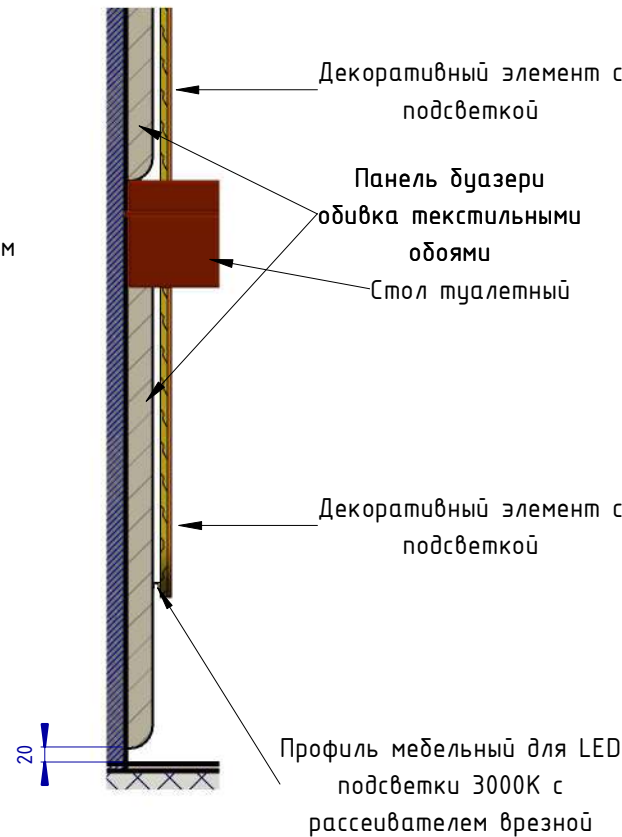 Декоративный элемент с
подсветкой
Панель буазери
обивка текстильными
обоями
м
Стол туалетный
Декоративный элемент с
подсветкой
20
Профиль мебельный для LED
подсветки 3000К с
рассеивателем врезной